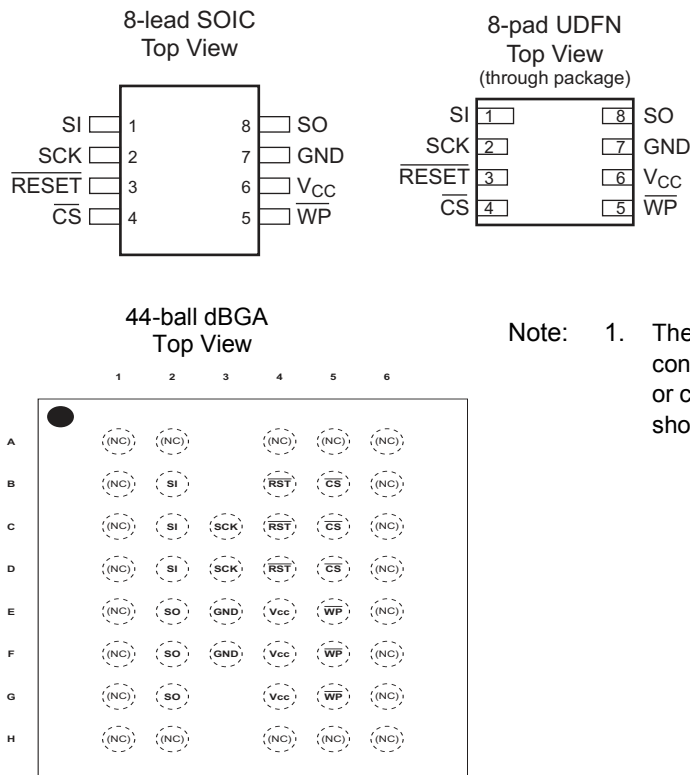 8-lead SOIC
Top View
SI 1 8 SO
SCK 2 7 GND
RESET 3 6 VCC
CS 4 5 WP
8-pad UDFN
Top View
(through package)
SI 1 8 SO
SCK 2 7 GND
RESET 3 6 VCC
CS 4 5 WP
44-ball dBGA
Top View
1 2 3 4 5 6
A (NC) (NC) (NC) (NC) (NC)
B (NC) SI RST CS (NC)
C (NC) SI SCK RST CS (NC)
D (NC) SI SCK RST CS (NC)
E (NC) SO GND Vcc WP (NC)
F (NC) SO GND Vcc WP (NC)
G (NC) SO Vcc WP (NC)
H (NC) (NC) (NC) (NC) (NC)
Note: 1. The
con
or c
sho